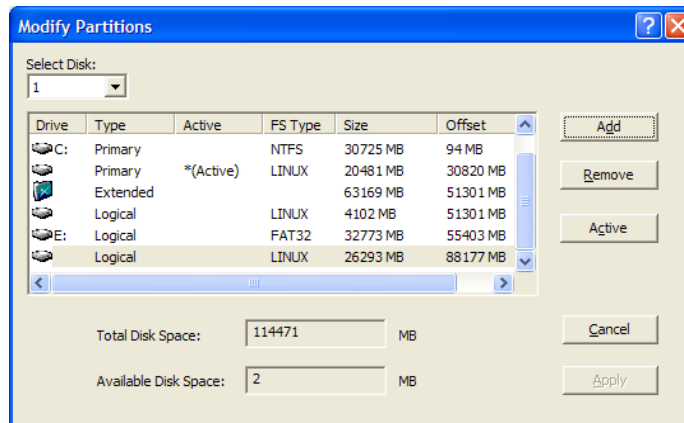 Modify Partitions
Select Disk:
1
Drive Type Active FS Type Size Offset
C: Primary NTFS 30725 MB 94 MB
Primary *(Active) LINUX 20481 MB 30820 MB
Extended 63169 MB 51301 MB
Logical LINUX 4102 MB 51301 MB
E: Logical FAT32 32773 MB 55403 MB
Logical LINUX 26293 MB 88177 MB
Add
Remove
Active
Total Disk Space: 114471 MB
Cancel
Available Disk Space: 2 MB
Apply